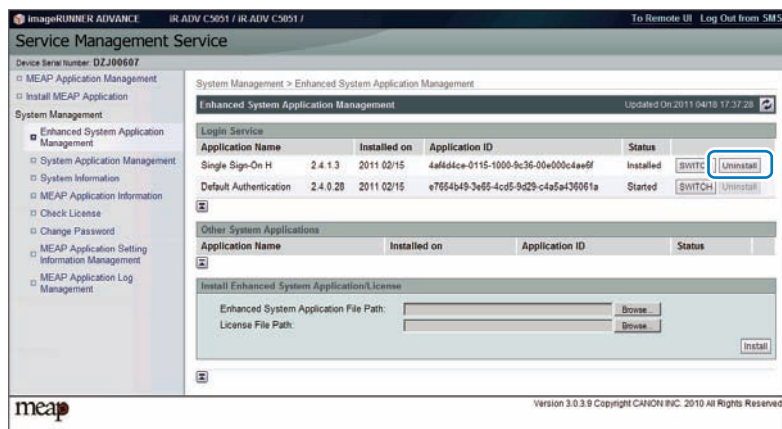 imageRUNNER ADVANCE iR-ADV C5051 / iR-ADV C5051 / To Remote UI Log Out from SMS
Service Management Service
Device Serial Number: DZJ00607
MEAP Application Management
Install MEAP Application
System Management
Enhanced System Application
Management
System Application Management
System Information
MEAP Application Information
Check License
Change Password
MEAP Application Setting
Information Management
MEAP Application Log
Management
System Management > Enhanced System Application Management
Enhanced System Application Management Updated On:2011 04/18 17:37:28
Login Service
Application Name Installed on Application ID Status
Single Sign-On H 2.4.1.3 2011 02/15 4af4d4ce-0115-1000-9c36-00e000c4ae6f Installed SWITC Uninstall
Default Authentication 2.4.0.28 2011 02/15 e7654b49-3e65-4cd5-9d29-c4a5a436061a Started SWITCH Uninstall
Other System Applications
Application Name Installed on Application ID Status
Install Enhanced System Application/License
Enhanced System Application File Path: Browse...
License File Path: Browse...
Install
meap Version 3.0.3.9 Copyright CANON INC. 2010 All Rights Reserved